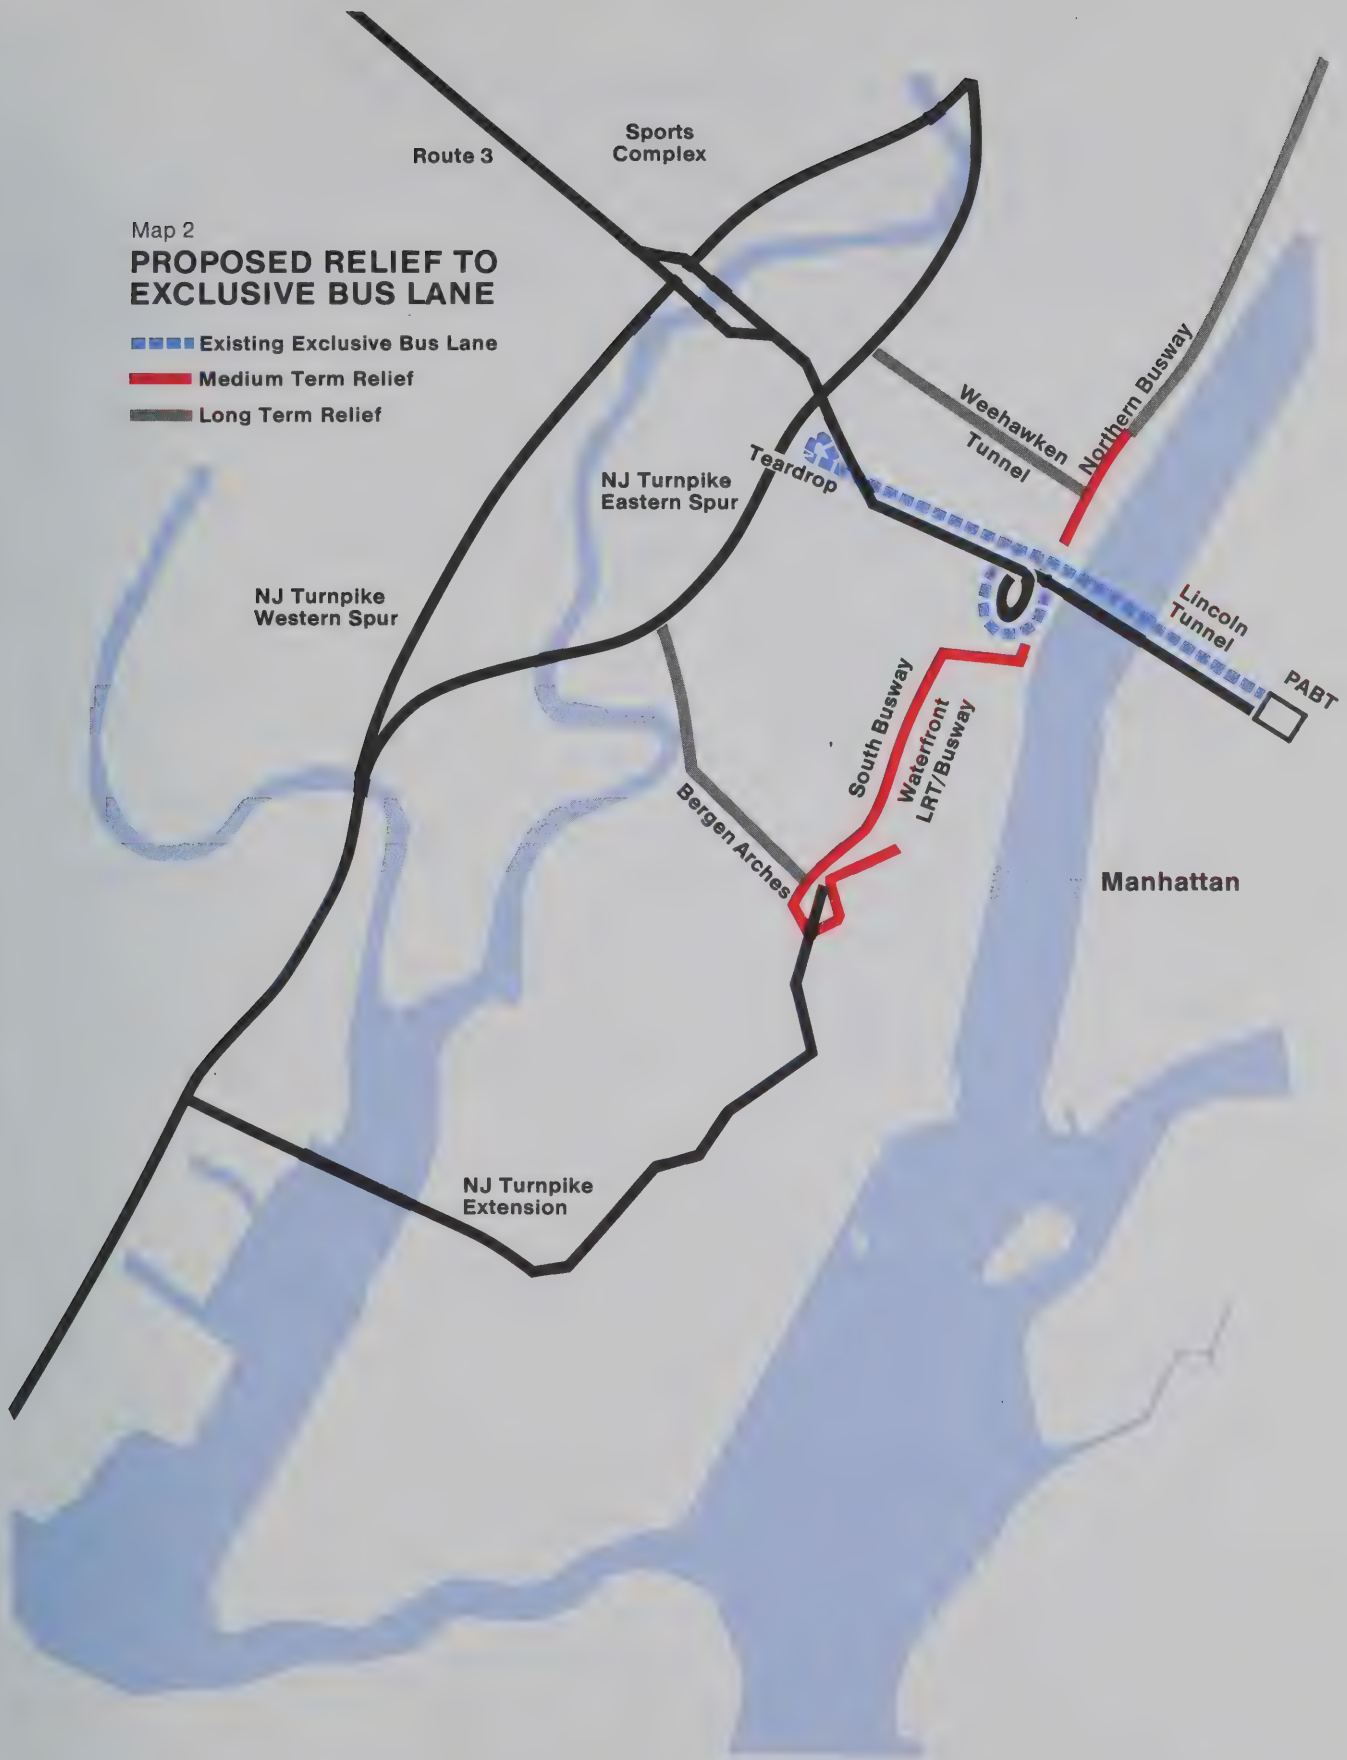 Sports
Complex
Route 3
Map 2
PROPOSED RELIEF TO
EXCLUSIVE BUS LANE
Existing Exclusive Bus Lane
Medium Term Relief
Long Term Relief
Northern Busway
Weehawken
Tunnel
Teardrop
NJ Turnpike
Eastern Spur
NJ Turnpike
Western Spur
Lincoln
Tunnel
PABT
South Busway
Waterfront
LRT/Busway
Bergen Arches
Manhattan
NJ Turnpike
Extension